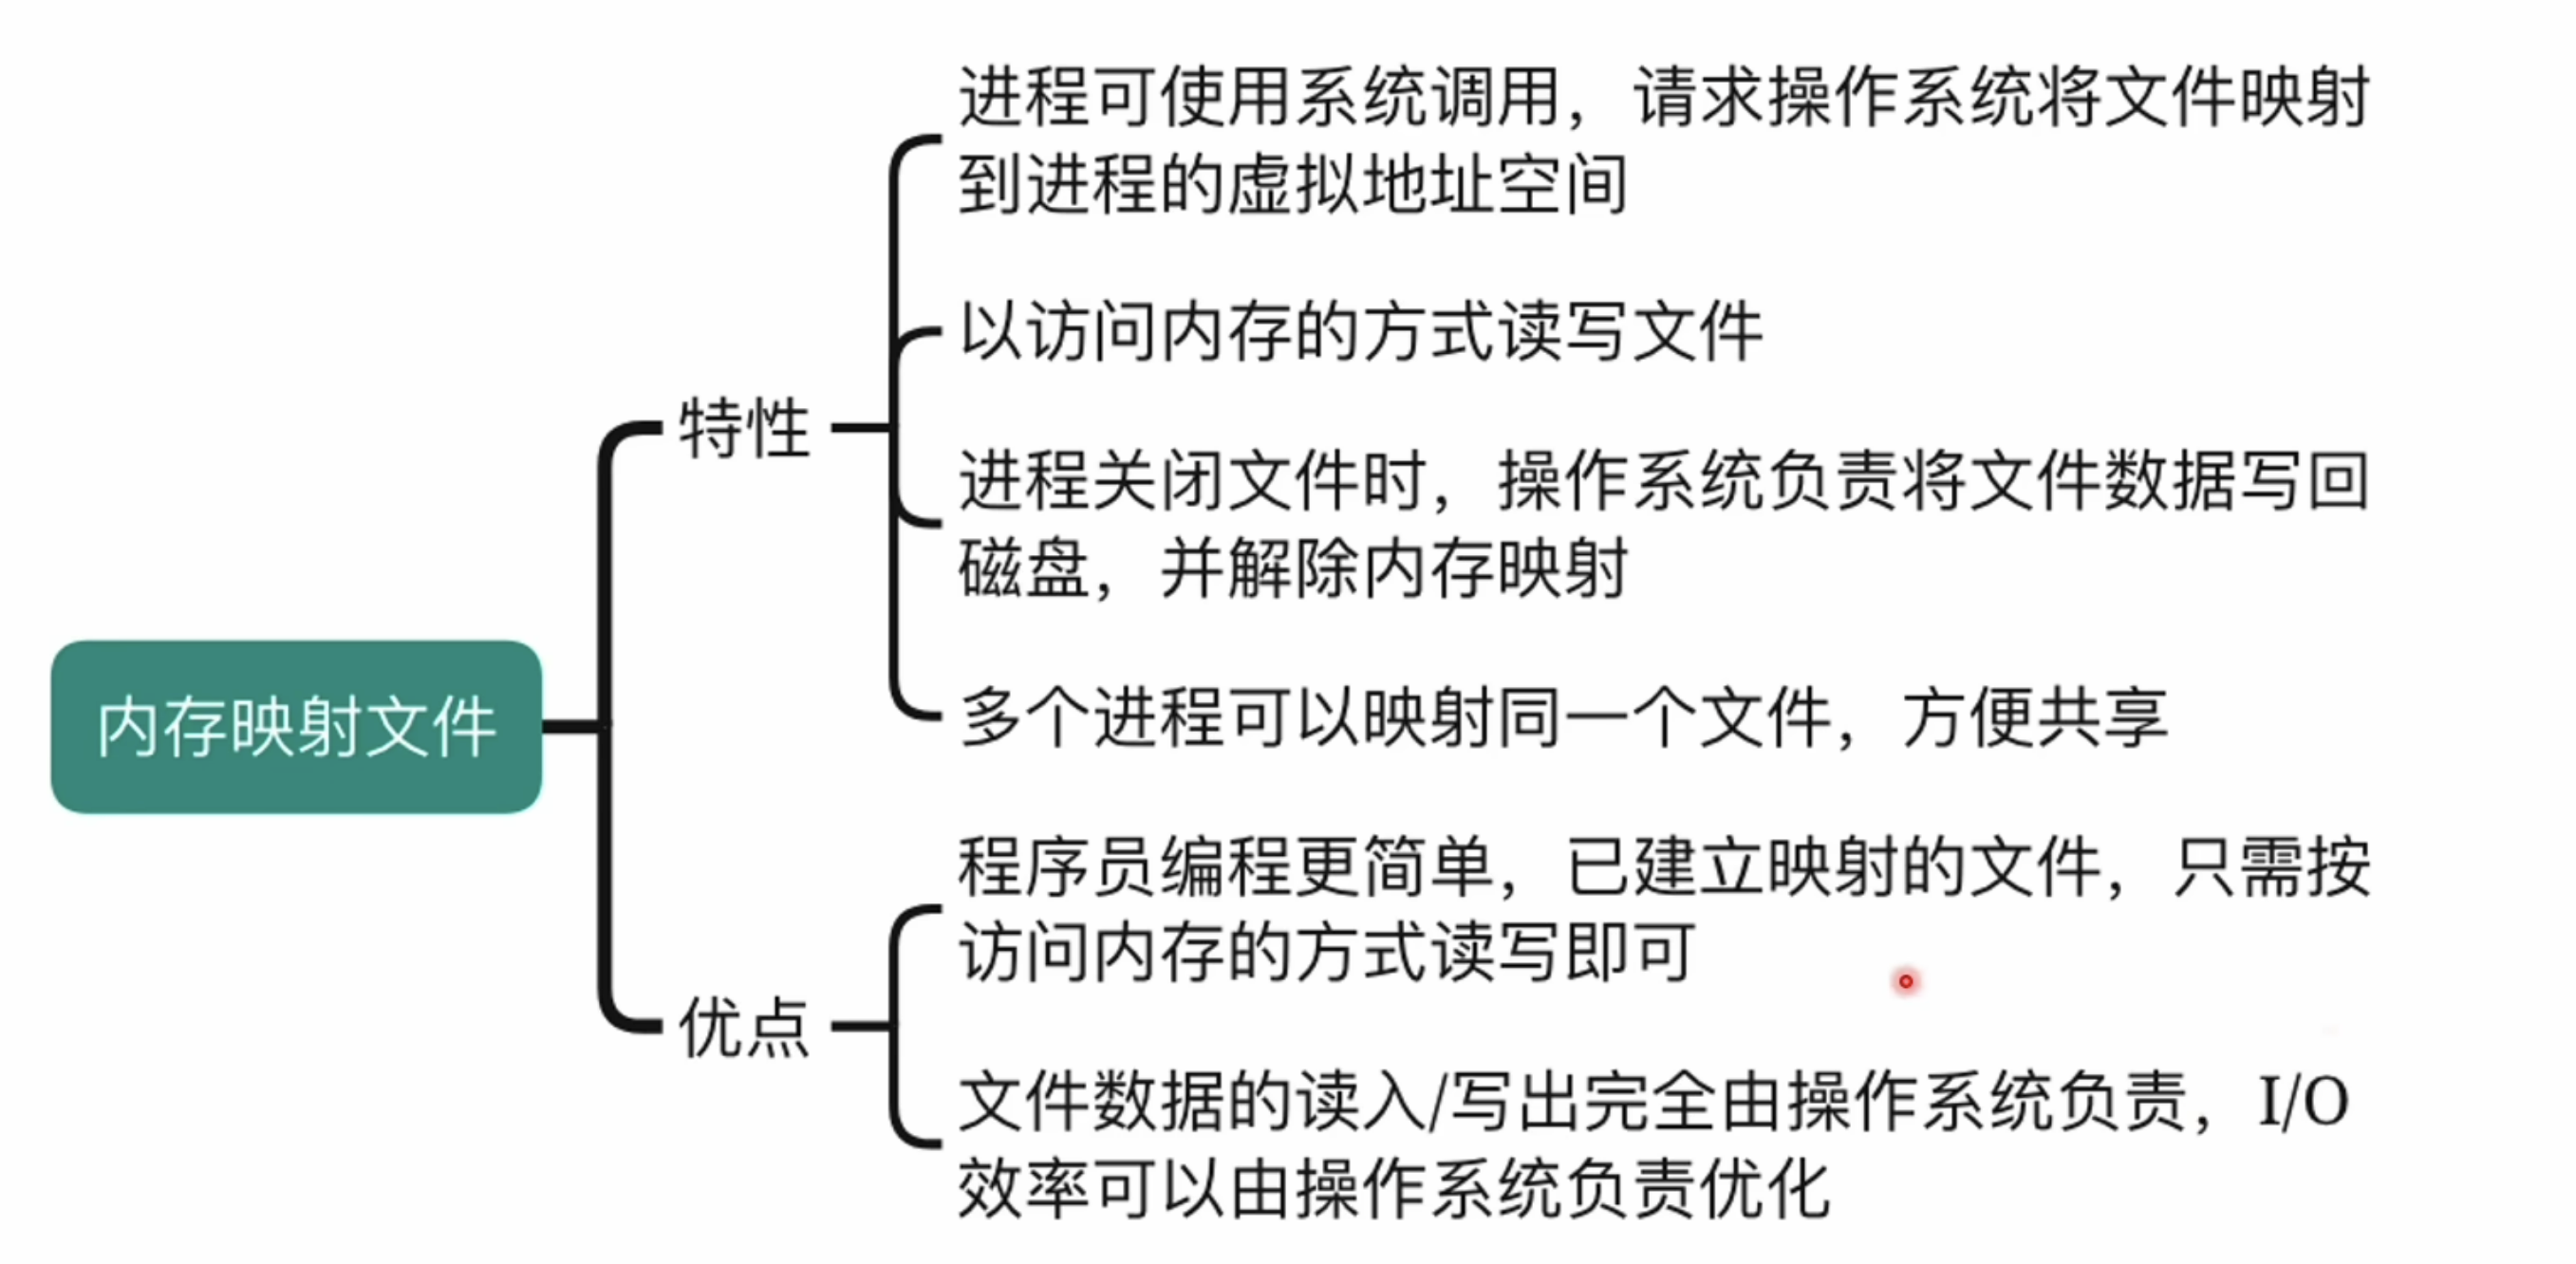 进程可使用系统调用，请求操作系统将文件映射
到进程的虚拟地址空间
以访问内存的方式读写文件
特性
进程关闭文件时，操作系统负责将文件数据写回
磁盘，并解除内存映射
多个进程可以映射同一个文件，方便共享
内存映射文件
程序员编程更简单，已建立映射的文件，只需按
访问内存的方式读写即可
优点
文件数据的读入/写出完全由操作系统负责，I/O
效率可以由操作系统负责优化